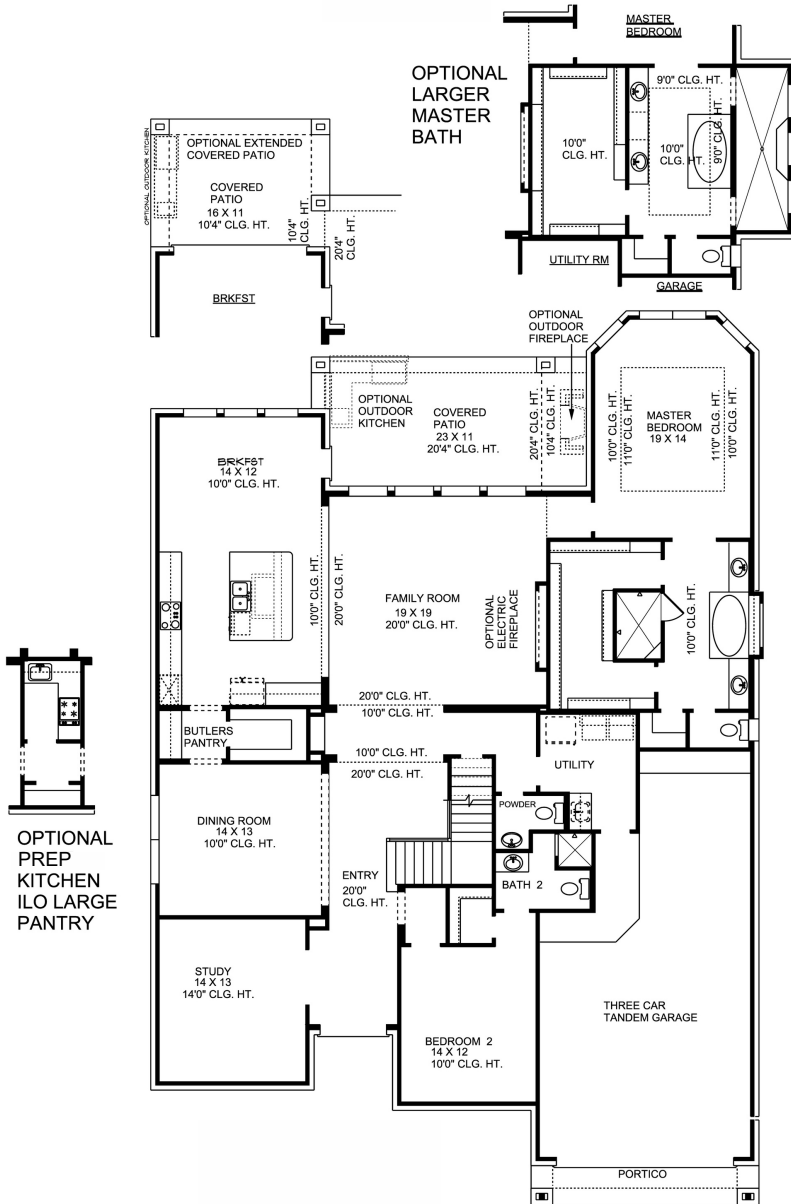 MASTER
BEDROOM
OPTIONAL
LARGER
MASTER
BATH
9'0" CLG. HT.
10'0"
CLG. HT.
10'0"
CLG. HT.
9'0" CLG. HT.
UTILITY RM
GARAGE
OPTIONAL OUTDOOR KITCHEN
OPTIONAL EXTENDED
COVERED PATIO
COVERED
PATIO
16 X 11
10'4" CLG. HT.
10'4"
CLG. HT.
20'4"
CLG. HT.
BRKFST
OPTIONAL
OUTDOOR
FIREPLACE
OPTIONAL
OUTDOOR
KITCHEN
COVERED
PATIO
23 X 11
20'4" CLG. HT.
20'4" CLG. HT.
10'4" CLG. HT.
10'0" CLG. HT.
11'0" CLG. HT.
MASTER
BEDROOM
19 X 14
11'0" CLG. HT.
10'0" CLG. HT.
BRKFST
14 X 12
10'0" CLG. HT.
10'0" CLG. HT.
20'0" CLG. HT.
FAMILY ROOM
19 X 19
20'0" CLG. HT.
OPTIONAL
ELECTRIC
FIREPLACE
10'0" CLG. HT.
20'0" CLG. HT.
10'0" CLG. HT.
BUTLERS
PANTRY
10'0" CLG. HT.
20'0" CLG. HT.
UTILITY
POWDER
DINING ROOM
14 X 13
10'0" CLG. HT.
OPTIONAL
PREP
KITCHEN
ILO LARGE
PANTRY
ENTRY
20'0"
CLG. HT.
BATH 2
STUDY
14 X 13
14'0" CLG. HT.
THREE CAR
TANDEM GARAGE
BEDROOM 2
14 X 12
10'0" CLG. HT.
PORTICO